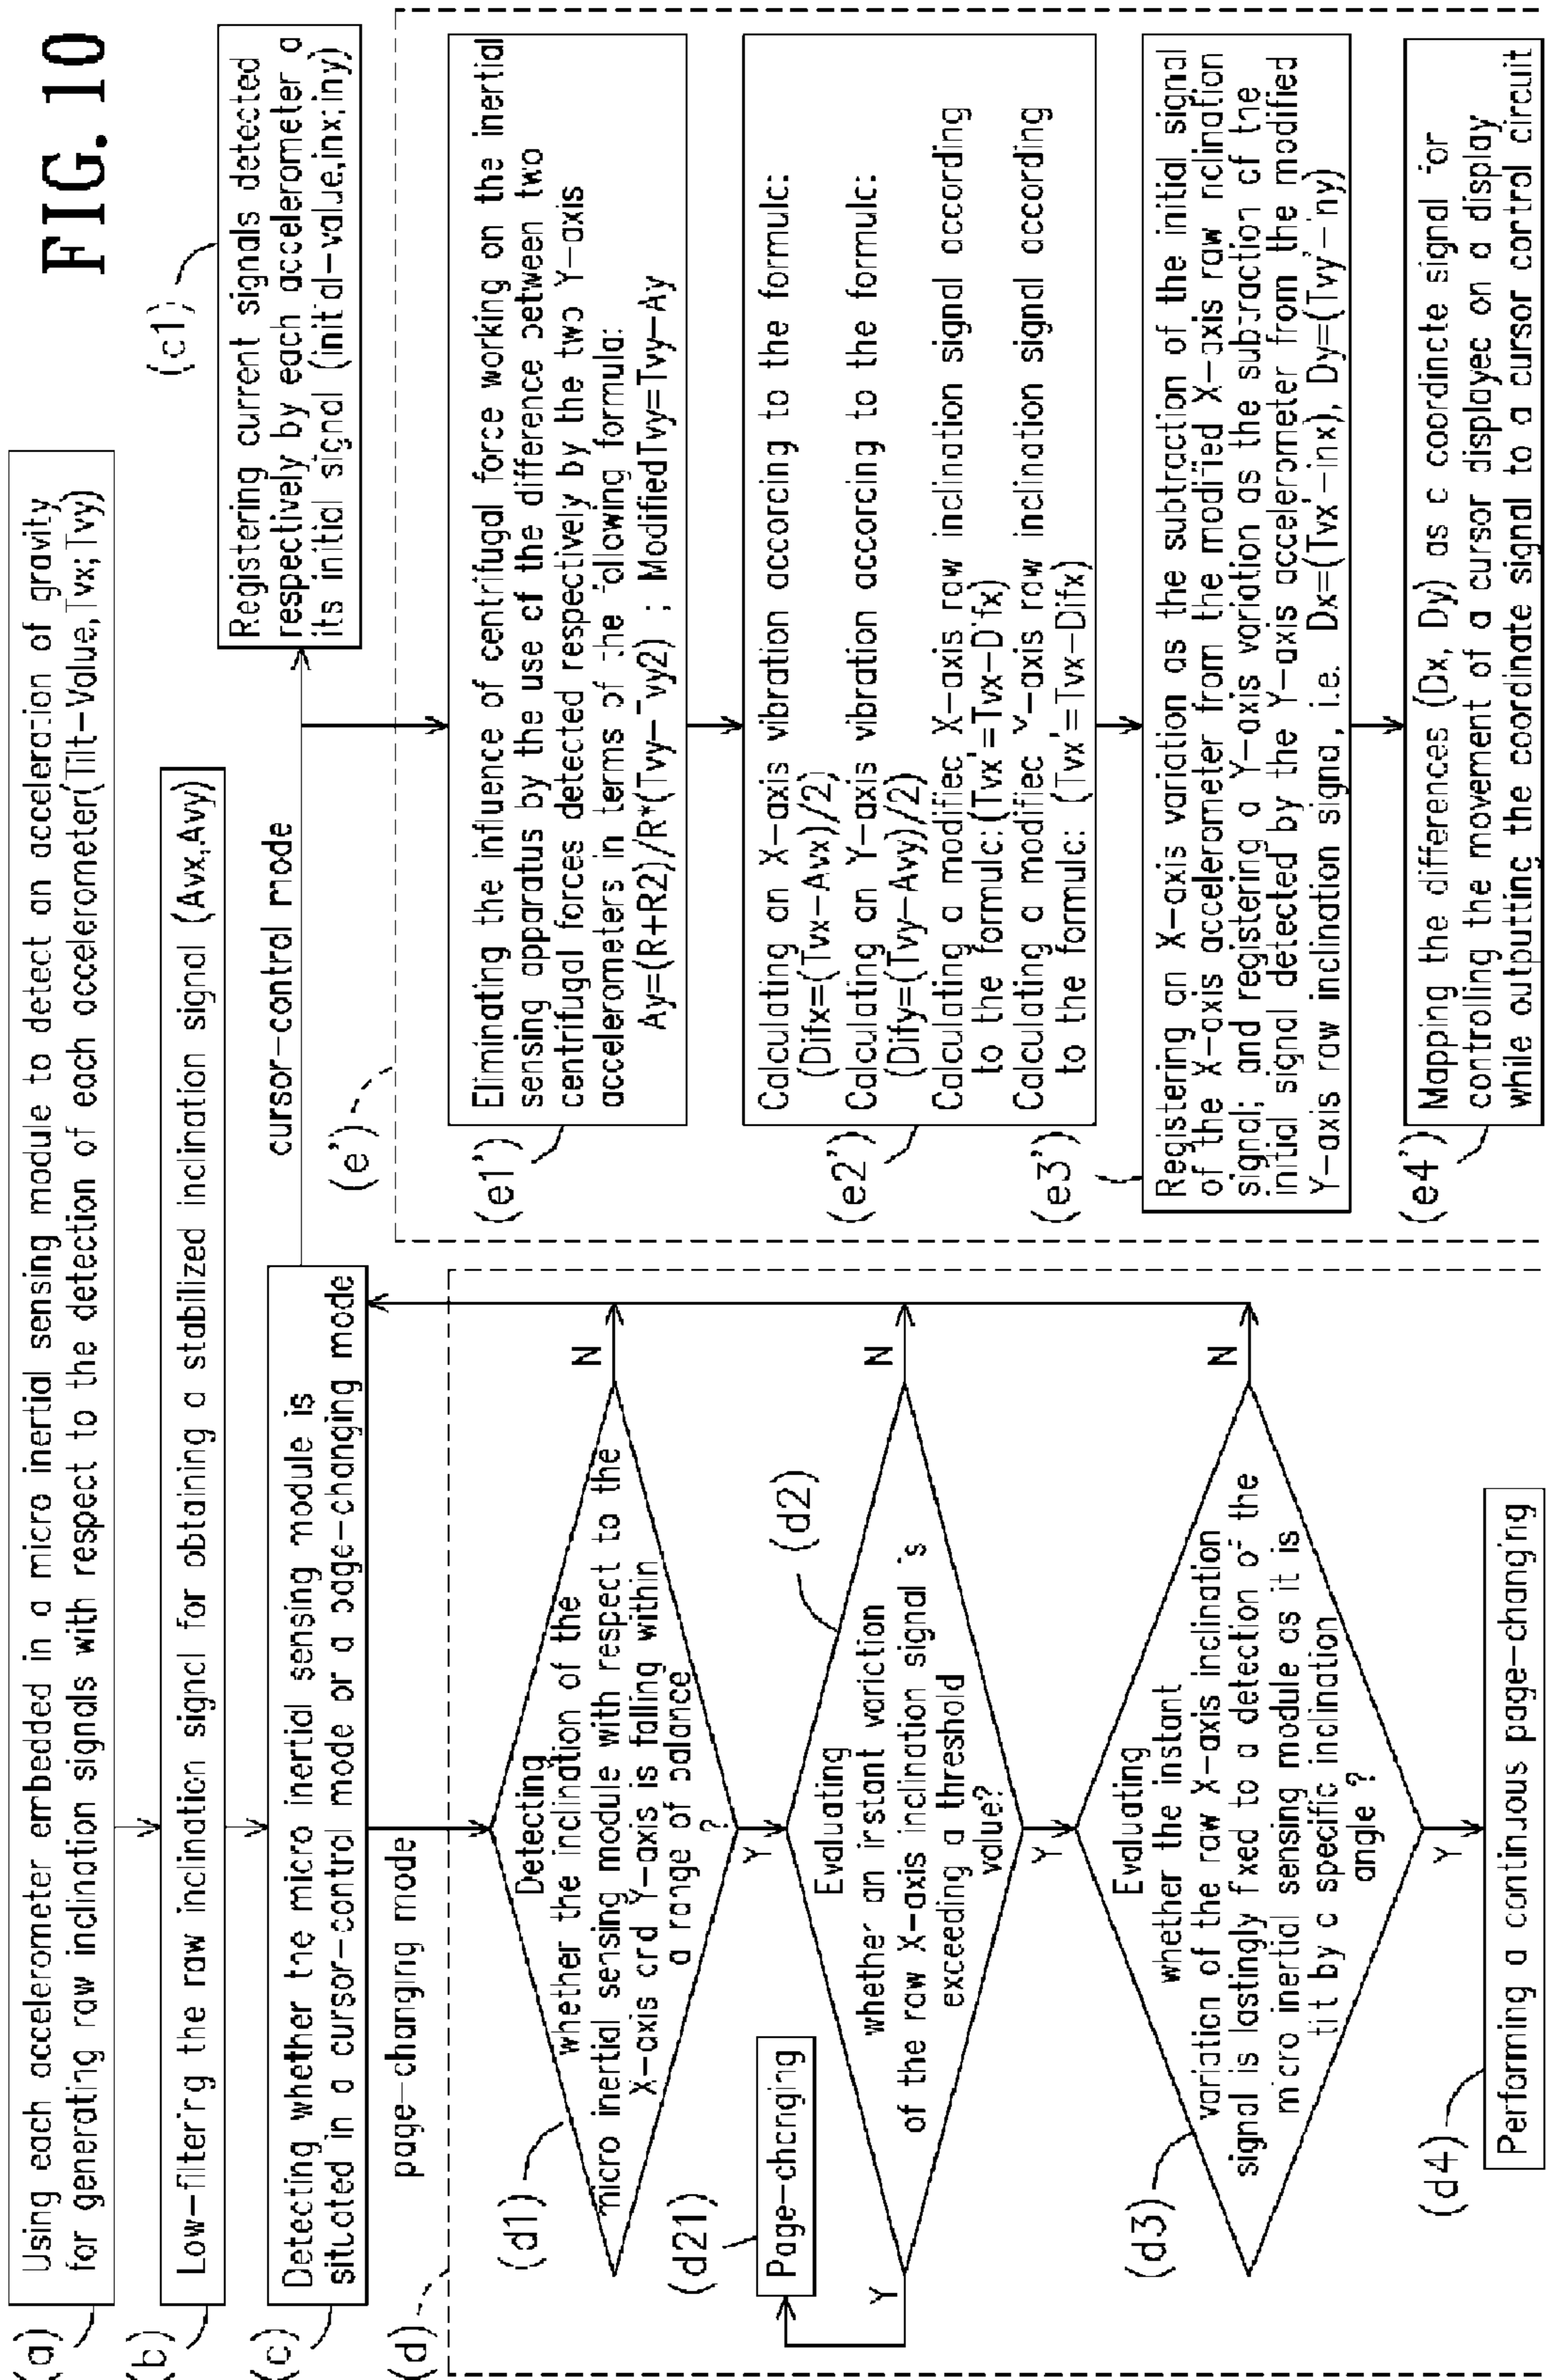 FIG. 10
(a)
Using each accelerometer embedded in a micro inertial sensing module to detect an acceleration of gravity
for generating raw inclination signals with respect to the detection of each accelerometer(Tilt-Value,Tvx;Tvy)
(b)
Low-filtering the raw inclination signal for obtaining a stabilized inclination signal (Avx,Avy)
(c)
Detecting whether the micro inertial sensing module is
situated in a cursor-control mode or a page-changing mode
cursor-control mode
(c1)
Registering current signals detected
respectively by each accelerometer a
its initial signal (initial-value,inx;iny)
page-changing mode
(d)
(d1)
Detecting
whether the inclination of the
micro inertial sensing module with respect to the
X-axis and Y-axis is falling within
a range of balance
?
N
Y
(d2)
Evaluating
whether an instant variation
of the raw X-axis inclination signal is
exceeding a threshold
value?
N
Y
Y
(d21)
Page-changing
(d3)
Evaluating
whether the instant
variation of the raw X-axis inclination
signal is lastingly fixed to a detection of the
micro inertial sensing module as it is
tilt by a specific inclination
angle ?
N
Y
(d4)
Performing a continuous page-changing
(e')
(e1')
Eliminating the influence of centrifugal force working on the inertial
sensing apparatus by the use of the difference between two
centrifugal forces detected respectively by the two Y-axis
accelerometers in terms of the following formula:
Ay=(R+R2)/R*(Tvy-Tvy2) ; ModifiedTvy=Tvy-Ay
(e2')
Calculating an X-axis vibration according to the formula:
(Difx=(Tvx-Avx)/2)
Calculating an Y-axis vibration according to the formula:
(Dify=(Tvy-Avy)/2)
Calculating a modified X-axis raw inclination signal according
to the formula:(Tvx'=Tvx-Difx)
Calculating a modified Y-axis raw inclination signal according
to the formula: (Tvx'=Tvx-Difx)
(e3')
Registering an X-axis variation as the subtraction of the initial signal
of the X-axis accelerometer from the modified X-axis raw nclination
signal; and registering a Y-axis variation as the subtraction of the
initial signal detected by the Y-axis accelerometer from the modified
Y-axis raw inclination signa, i.e. Dx=(Tvx'-inx), Dy=(Tvy'-iny)
(e4')
Mapping the differences (Dx, Dy) as a coordinate signal for
controlling the movement of a cursor displayed on a display
while outputting the coordinate signal to a cursor control circuit